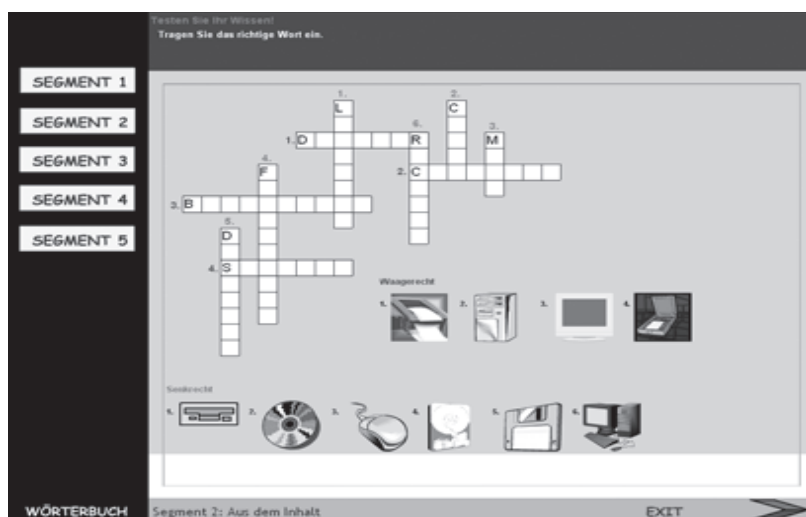 Testen Sie Ihr Wissen!
Tragen Sie das richtige Wort ein.
SEGMENT 1
SEGMENT 2
SEGMENT 3
SEGMENT 4
SEGMENT 5
1. 2.
L C
6. 3.
1. D R M
4.
F 2. C
3. B
5.
D
4. S
Waagerecht
1. 2. 3. 4.
Senkrecht
1. 2. 3. 4. 5. 6.
WÖRTERBUCH Segment 2: Aus dem Inhalt EXIT